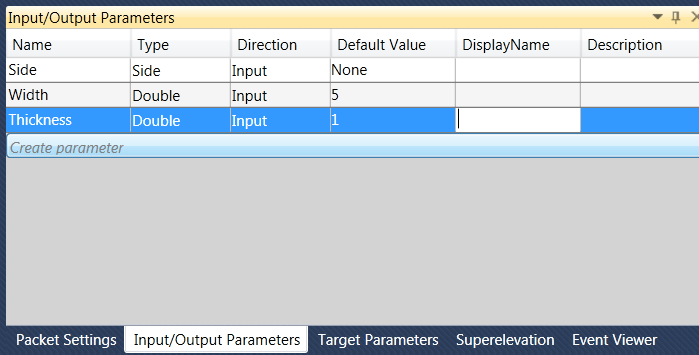 Input/Output Parameters
Name Type Direction Default Value DisplayName Description
Side Side Input None
Width Double Input 5
Thickness Double Input 1
Create parameter
Packet Settings Input/Output Parameters Target Parameters Superelevation Event Viewer